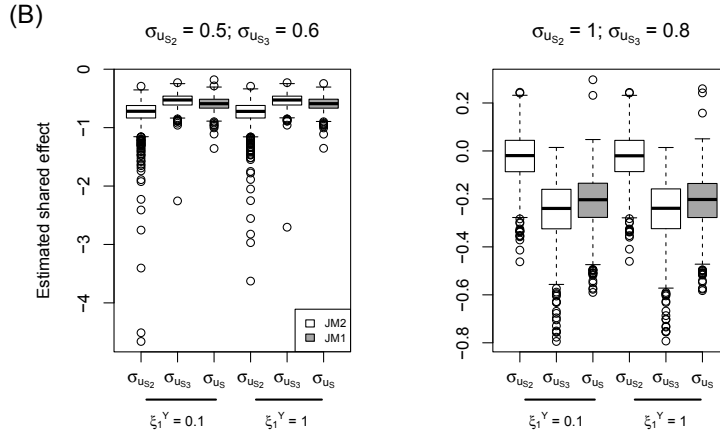 (B)
σuS2 = 0.5; σuS3 = 0.6
σuS2 = 1; σuS3 = 0.8
Estimated shared effect
0
−1
−2
−3
−4
JM2
JM1
σuS2 σuS3 σuS σuS2 σuS3 σuS
ξ1Y = 0.1 ξ1Y = 1
0.2
0.0
−0.2
−0.4
−0.6
−0.8
σuS2 σuS3 σuS σuS2 σuS3 σuS
ξ1Y = 0.1 ξ1Y = 1